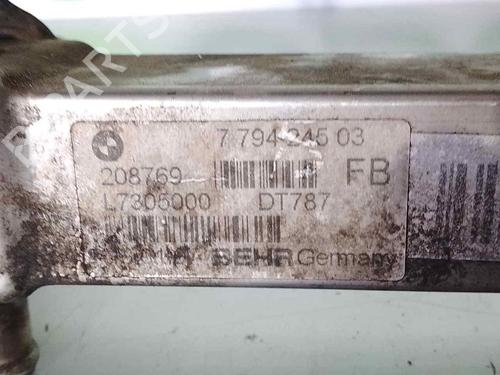 7 794 245 03
208769
FB
L7305000 DT787
BEHR Germany